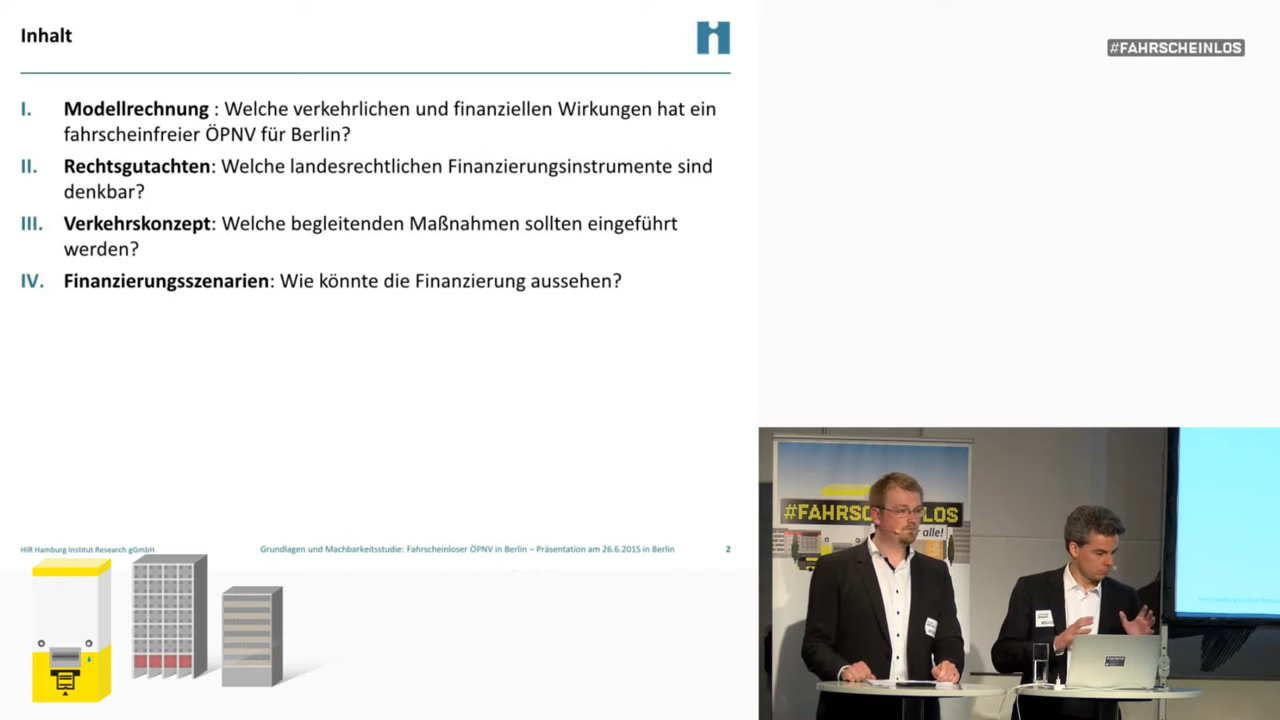 Inhalt
#FAHRSCHEINLOS
I. Modellrechnung : Welche verkehrlichen und finanziellen Wirkungen hat ein
fahrscheinfreier ÖPNV für Berlin?
II. Rechtsgutachten: Welche landesrechtlichen Finanzierungsinstrumente sind
denkbar?
III. Verkehrskonzept: Welche begleitenden Maßnahmen sollten eingeführt
werden?
IV. Finanzierungsszenarien: Wie könnte die Finanzierung aussehen?
HIR Hamburg Institut Research gGmbH
Grundlagen und Machbarkeitsstudie: Fahrscheinloser ÖPNV in Berlin – Präsentation am 26.6.2015 in Berlin
2
#FAHRSC
LOS
alle!